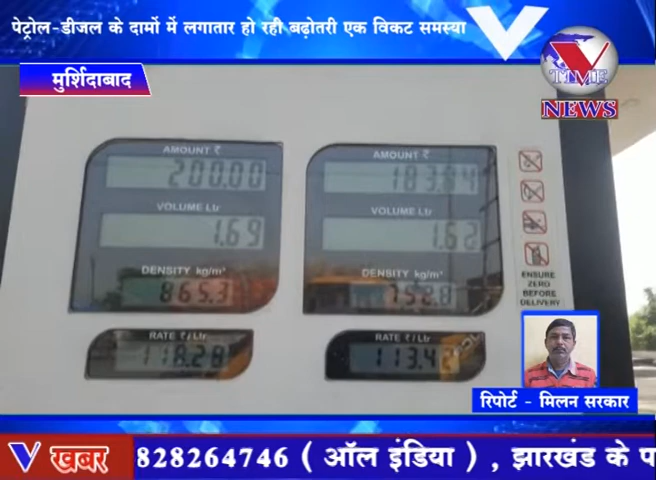 पेट्रोल-डीजल के दामों में लगातार हो रही बढ़ोतरी एक विकट समस्या
V TIME
NEWS
मुर्शिदाबाद
AMOUNT ₹
200.00
VOLUME Ltr
1.69
DENSITY kg/m³
865.3
RATE ₹/Ltr
118.28
AMOUNT ₹
183.84
VOLUME Ltr
1.62
DENSITY kg/m³
752.8
RATE ₹/Ltr
113.4
ENSURE
ZERO
BEFORE
DELIVERY
रिपोर्ट - मिलन सरकार
V खबर 828264746 ( ऑल इंडिया ) , झारखंड के प